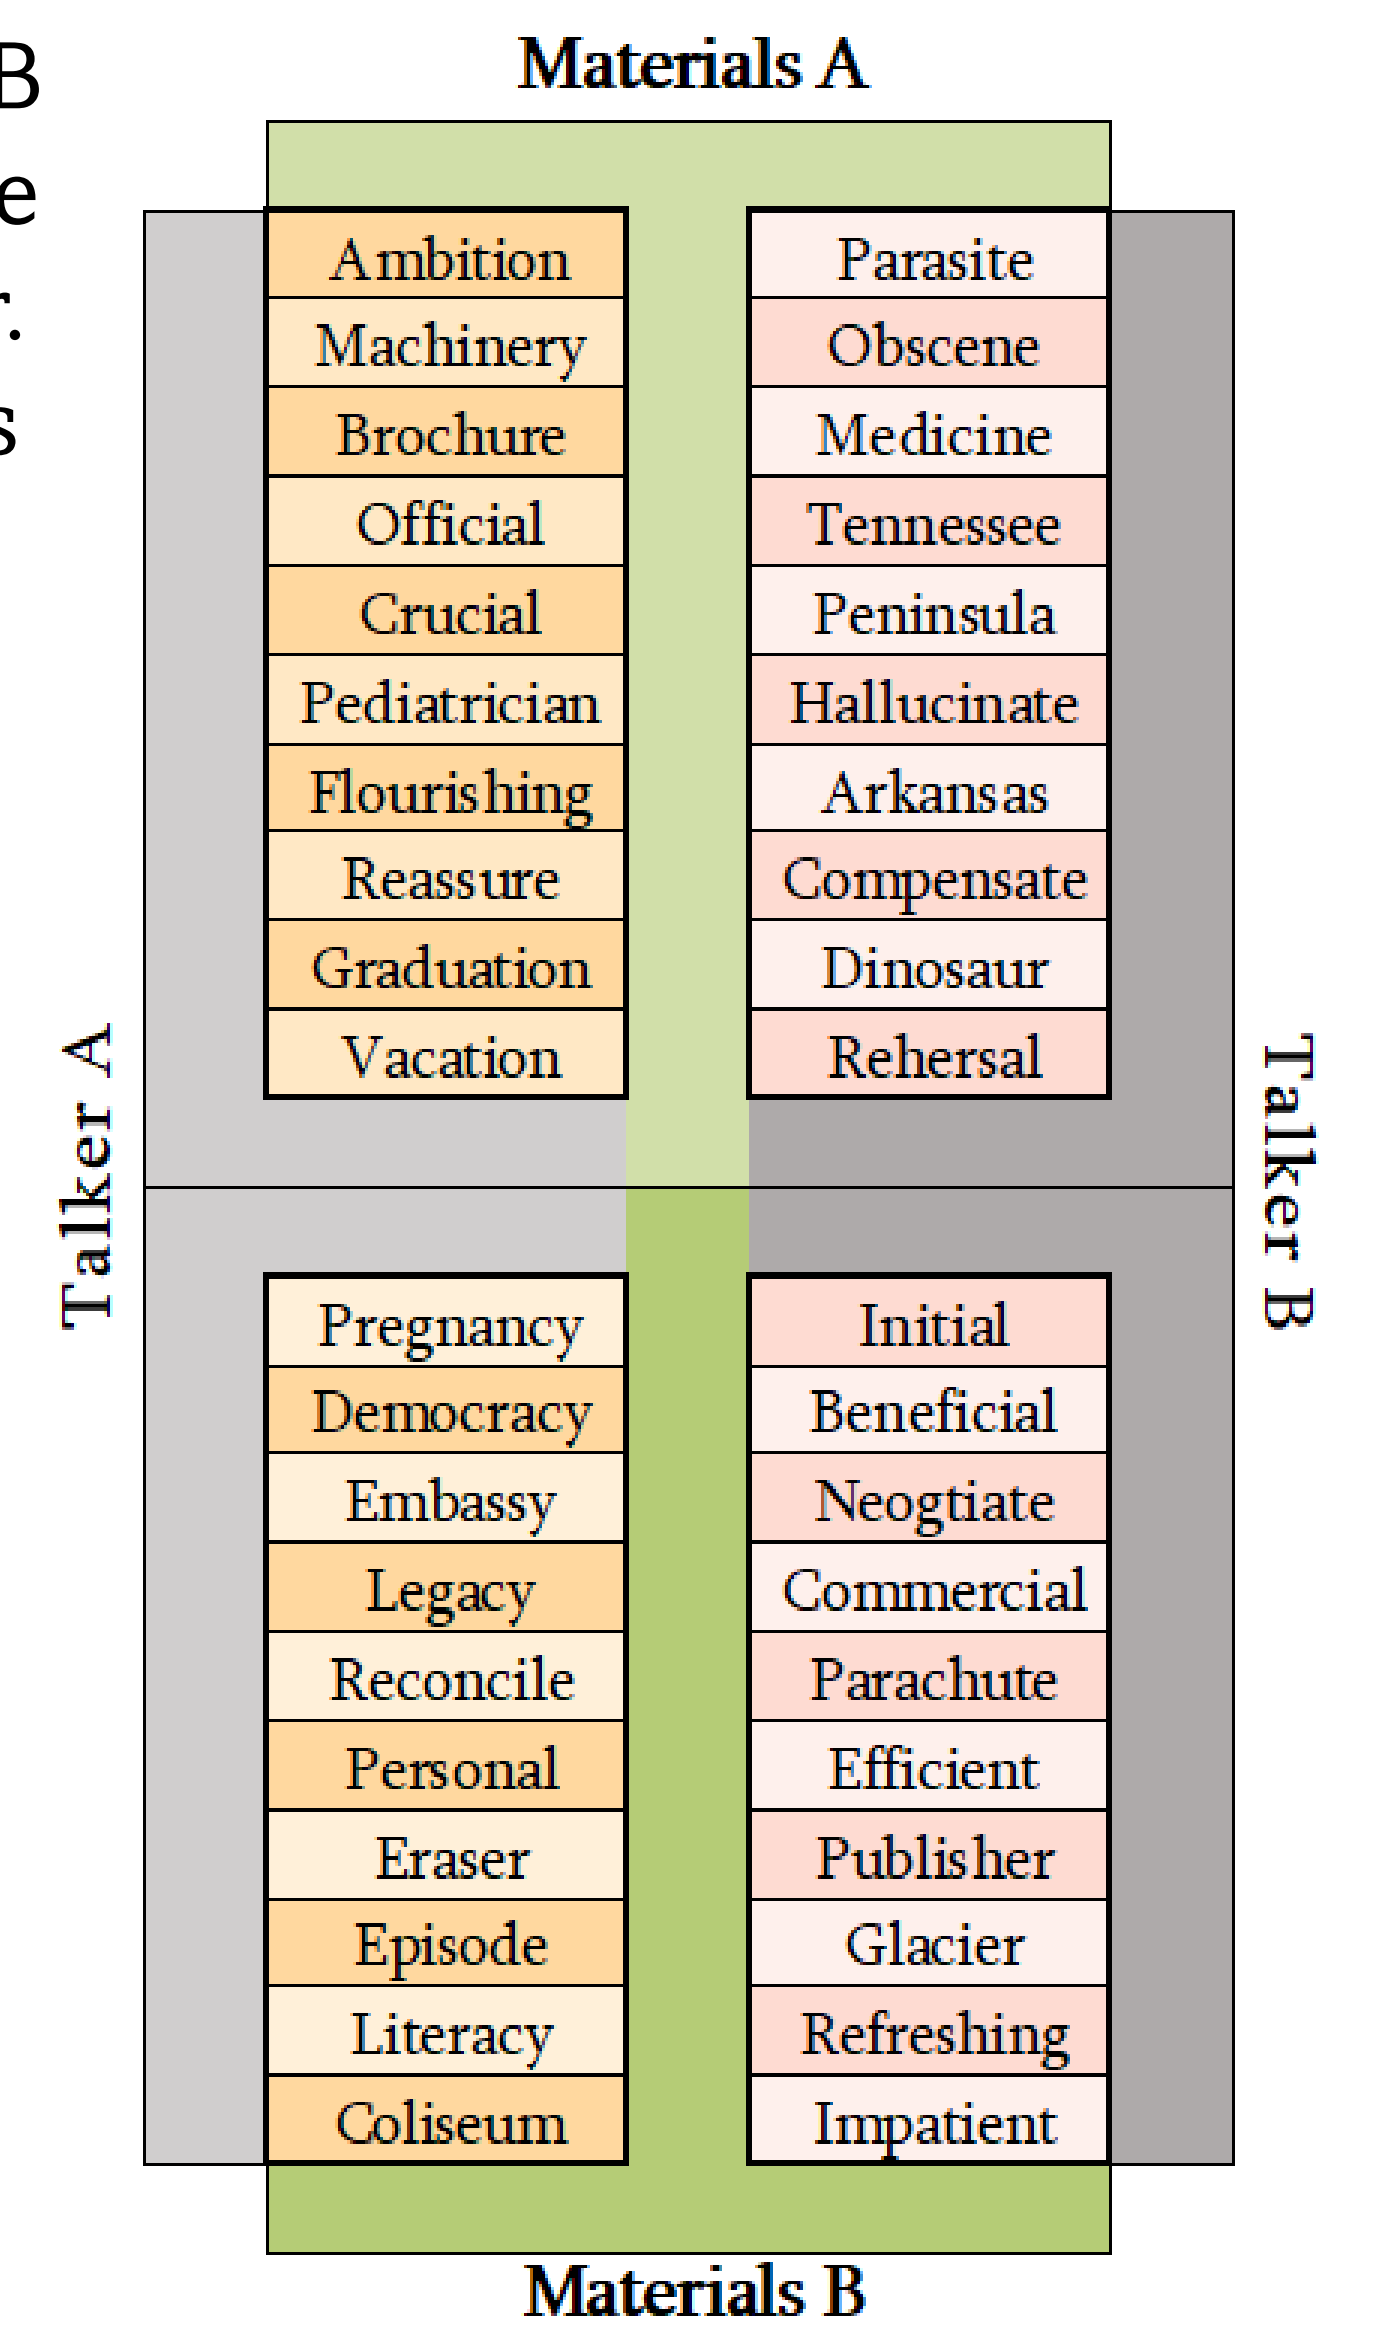 B
e
r.
s
Materials A
Ambition
Machinery
Brochure
Official
Crucial
Pediatrician
Flourishing
Reassure
Graduation
Vacation
Parasite
Obscene
Medicine
Tennessee
Peninsula
Hallucinate
Arkansas
Compensate
Dinosaur
Rehersal
Talker A
Talker B
Pregnancy
Democracy
Embassy
Legacy
Reconcile
Personal
Eraser
Episode
Literacy
Coliseum
Initial
Beneficial
Neogtiate
Commercial
Parachute
Efficient
Publisher
Glacier
Refreshing
Impatient
Materials B